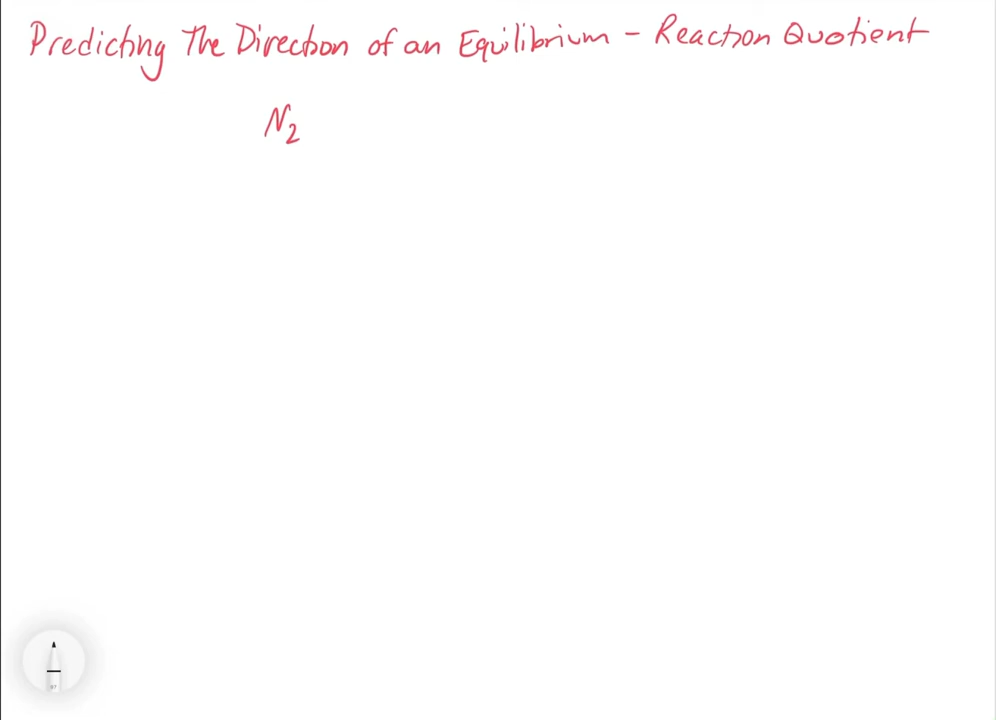 Predicting The Direction of an Equilibrium - Reaction Quotient
N2